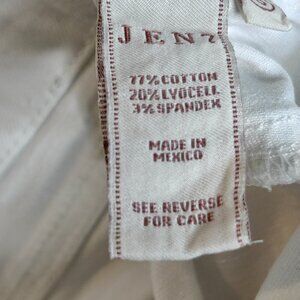 JEN7
77% COTTON
20% LYOCELL
3% SPANDEX
MADE IN
MEXICO
SEE REVERSE
FOR CARE